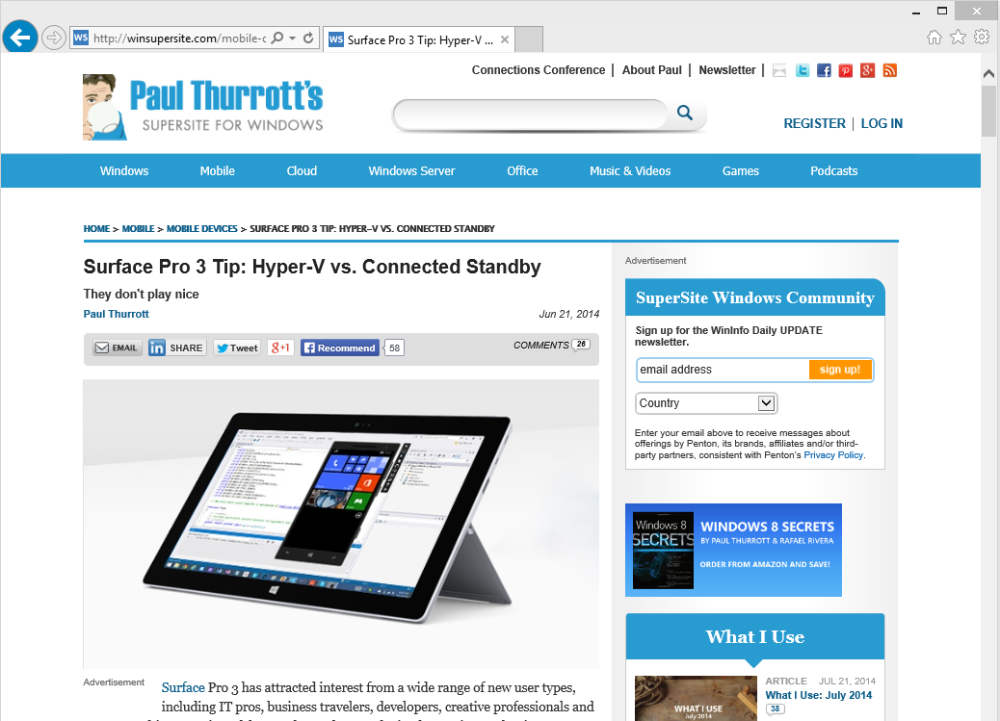 WS http://winsupersite.com/mobile-c
WS Surface Pro 3 Tip: Hyper-V ...
Connections Conference | About Paul | Newsletter |
Paul Thurrott's
SUPERSITE FOR WINDOWS
REGISTER | LOG IN
Windows Mobile Cloud Windows Server Office Music & Videos Games Podcasts
HOME > MOBILE > MOBILE DEVICES > SURFACE PRO 3 TIP: HYPER-V VS. CONNECTED STANDBY
Surface Pro 3 Tip: Hyper-V vs. Connected Standby
They don't play nice
Paul Thurrott Jun 21, 2014
EMAIL in SHARE Tweet g+1 f Recommend 58 COMMENTS 26
Advertisement
Surface Pro 3 has attracted interest from a wide range of new user types,
including IT pros, business travelers, developers, creative professionals and
Advertisement
SuperSite Windows Community
Sign up for the WinInfo Daily UPDATE
newsletter.
email address sign up!
Country
Enter your email above to receive messages about
offerings by Penton, its brands, affiliates and/or third-
party partners, consistent with Penton's Privacy Policy.
Windows 8
SECRETS
WINDOWS 8 SECRETS
BY PAUL THURROTT & RAFAEL RIVERA
ORDER FROM AMAZON AND SAVE!
What I Use
WHAT I USE
July 2014
ARTICLE JUL 21, 2014
What I Use: July 2014
38